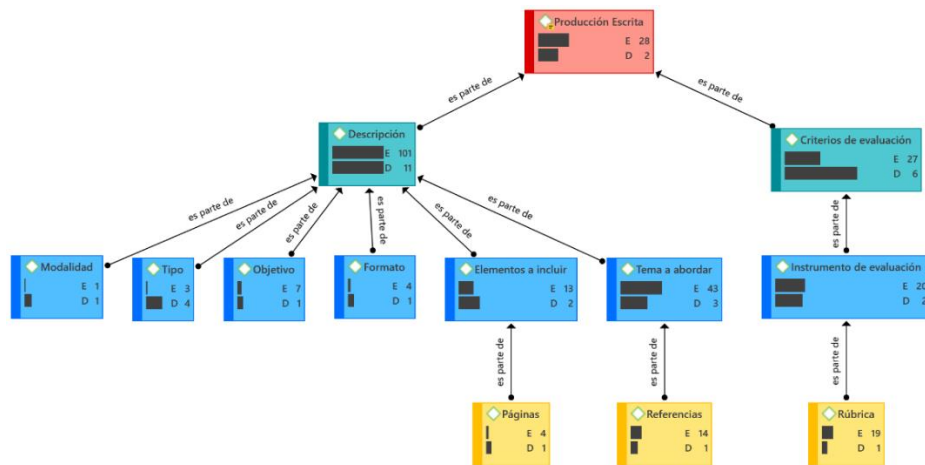 Producción Escrita
E 28
D 2
es parte de
es parte de
Descripción
E 101
D 11
Criterios de evaluación
E 27
D 6
es parte de
es parte de
es parte de
es parte de
es parte de
es parte de
es parte de
Modalidad
E 1
D 1
Tipo
E 3
D 4
Objetivo
E 7
D 1
Formato
E 4
D 1
Elementos a incluir
E 13
D 2
Tema a abordar
E 43
D 3
Instrumento de evaluación
E 20
D 2
es parte de
es parte de
es parte de
Páginas
E 4
D 1
Referencias
E 14
D 1
Rúbrica
E 19
D 1